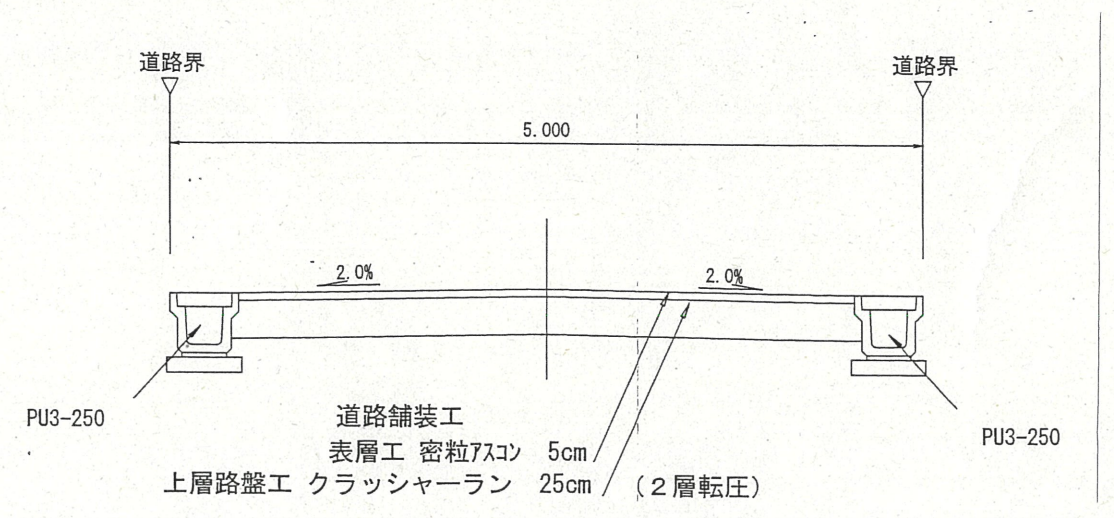 道路界
道路界
5.000
2.0%
2.0%
PU3-250
PU3-250
道路舗装工
表層工 密粒アスコン 5cm
上層路盤工 クラッシャーラン 25cm (2層転圧)